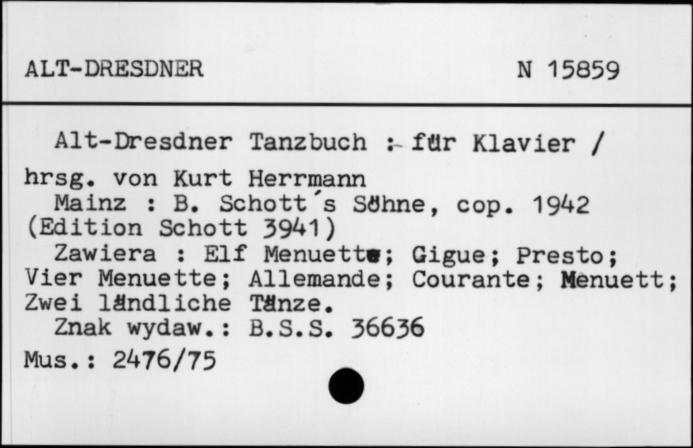 ALT-DRESDNER N 15859
Alt-Dresdner Tanzbuch :- für Klavier /
hrsg. von Kurt Herrmann
Mainz : B. Schott´s Söhne, cop. 1942
(Edition Schott 3941)
Zawiera : Elf Menuette; Gigue; Presto;
Vier Menuette; Allemande; Courante; Menuett;
Zwei ländliche Tänze.
Znak wydaw.: B.S.S. 36636
Mus.: 2476/75